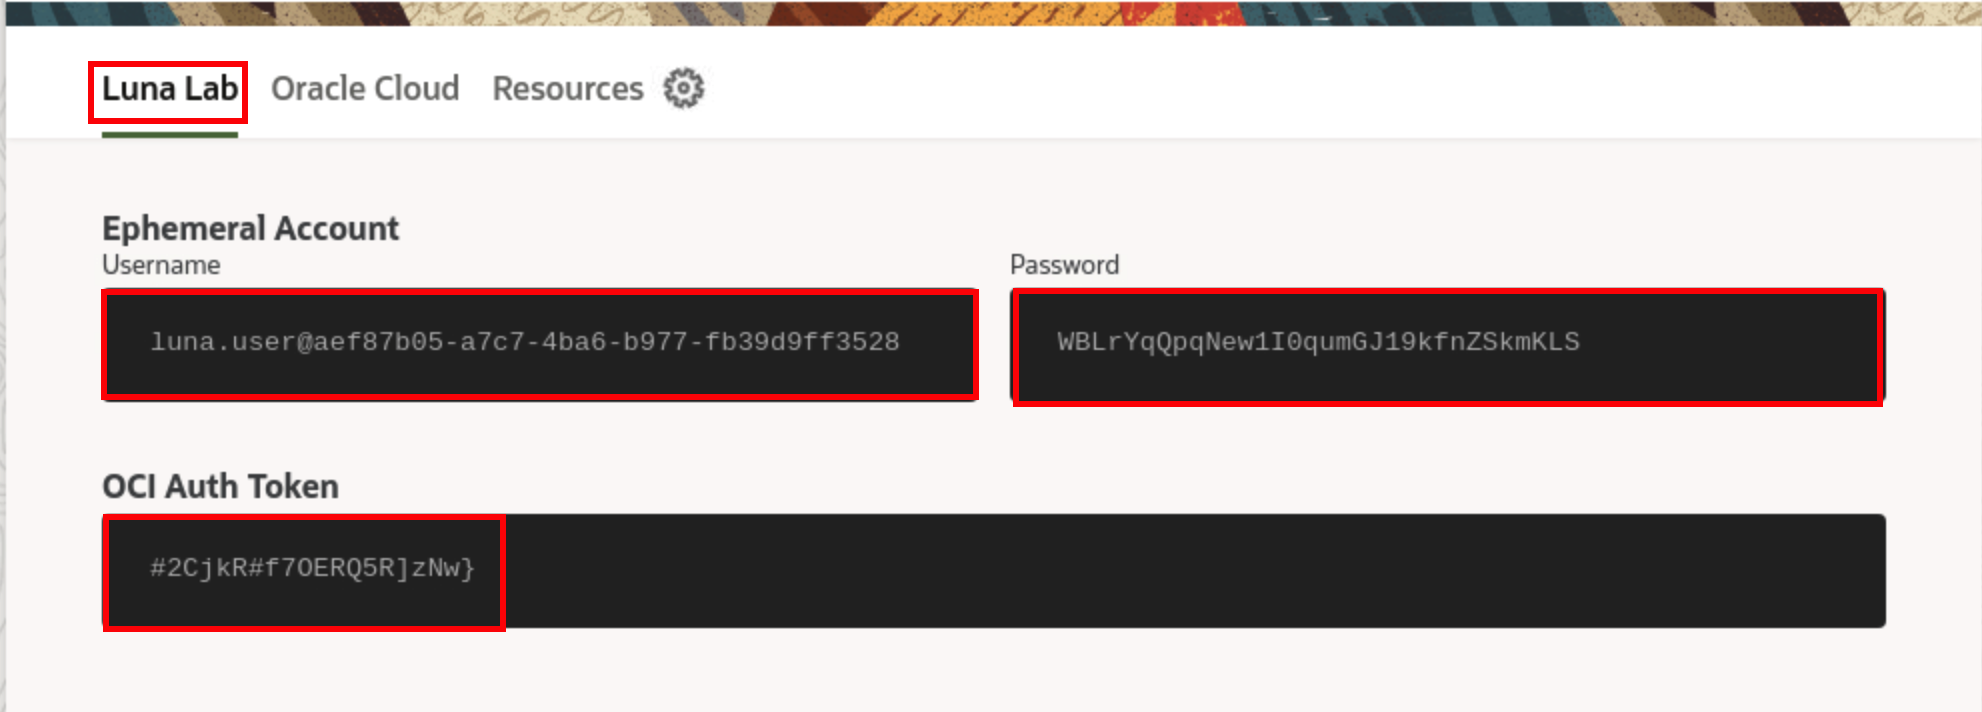 Luna Lab Oracle Cloud Resources
Ephemeral Account
Username Password
luna.user@aef87b05-a7c7-4ba6-b977-fb39d9ff3528 WBLrYqQpqNew1I0qumGJ19kfnZSkmKLS
OCI Auth Token
#2CjkR#f7OERQ5R]zNw}